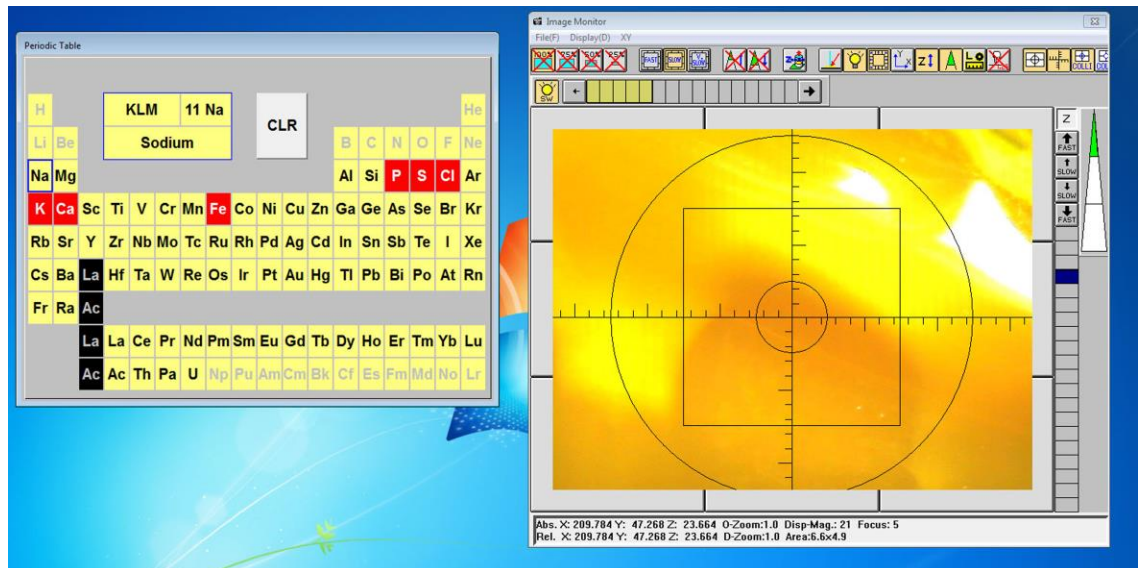 Periodic Table
H KLM 11 Na CLR He
Li Be Sodium B C N O F Ne
Na Mg Al Si P S Cl Ar
K Ca Sc Ti V Cr Mn Fe Co Ni Cu Zn Ga Ge As Se Br Kr
Rb Sr Y Zr Nb Mo Tc Ru Rh Pd Ag Cd In Sn Sb Te I Xe
Cs Ba La Hf Ta W Re Os Ir Pt Au Hg Tl Pb Bi Po At Rn
Fr Ra Ac
La La Ce Pr Nd Pm Sm Eu Gd Tb Dy Ho Er Tm Yb Lu
Ac Ac Th Pa U Np Pu Am Cm Bk Cf Es Fm Md No Lr
Image Monitor
File(F) Display(D) XY
FAST SLOW SLOW Z COLLI
SW
Z
FAST
SLOW
SLOW
FAST
Abs. X: 209.784 Y: 47.268 Z: 23.664 O-Zoom:1.0 Disp-Mag.: 21 Focus: 5
Rel. X: 209.784 Y: 47.268 Z: 23.664 D-Zoom:1.0 Area:6.6×4.9